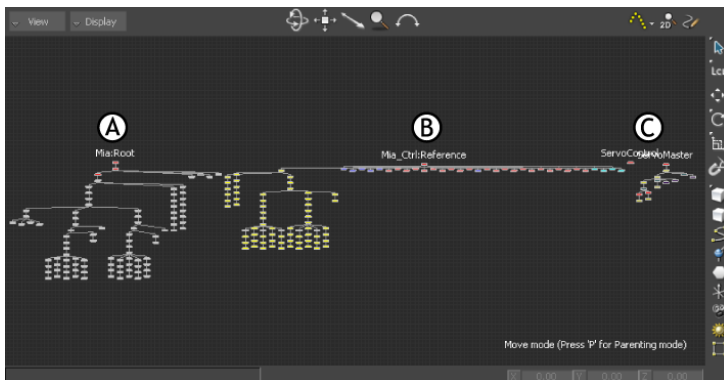 View
Display
2D
A
B
C
Mia:Root
Mia_Ctrl:Reference
ServoControl
ServoMaster
Lcl
Move mode (Press 'P' for Parenting mode)
X 0.00 Y 0.00 Z 0.00